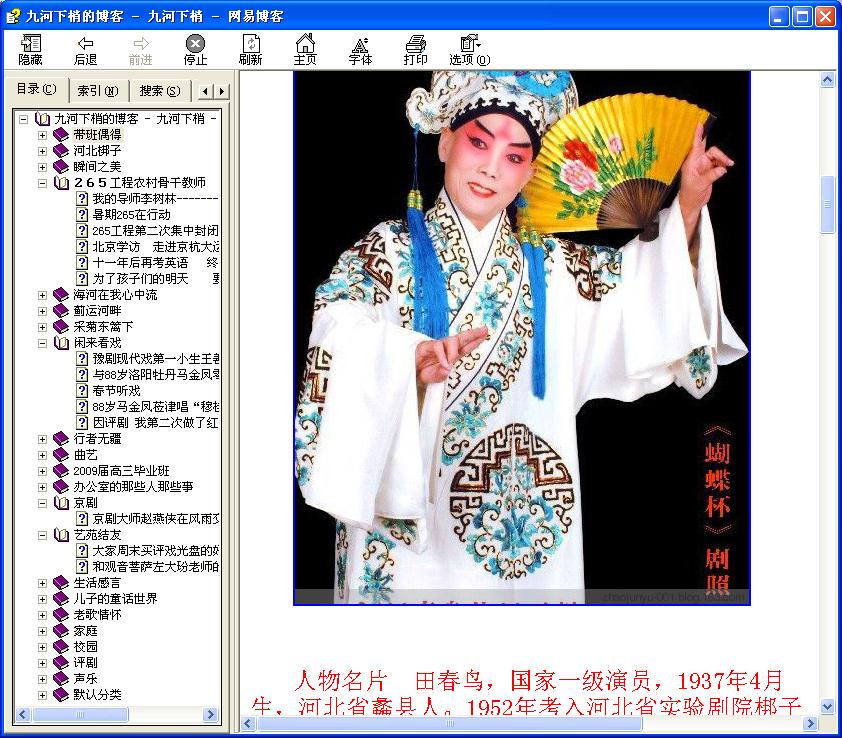 九河下梢的博客 - 九河下梢 - 网易博客
隐藏 后退 前进 停止 刷新 主页 字体 打印 选项(O)
目录(C) 索引(N) 搜索(S)
九河下梢的博客 - 九河下梢 -
带班偶得
河北梆子
瞬间之美
265工程农村骨干教师
我的导师李树林-------
暑期265在行动
265工程第二次集中封闭
北京学访 走进京杭大运
十一年后再考英语 终
为了孩子们的明天 要
海河在我心中流
蓟运河畔
采菊东篱下
闲来看戏
豫剧现代戏第一小生王善
与88岁洛阳牡丹马金凤零
春节听戏
88岁马金凤莅津唱“穆桂
因评剧 我第二次做了红
行者无疆
曲艺
2009届高三毕业班
办公室的那些人那些事
京剧
京剧大师赵燕侠在风雨交
艺苑结友
大家周末买评戏光盘的好
和观音菩萨左大玢老师的
生活感言
儿子的童话世界
老歌情怀
家庭
校园
评剧
声乐
默认分类
《蝴蝶杯》剧照
zhaojunyu-001.blog.163.com
人物名片 田春鸟，国家一级演员，1937年4月
生，河北省蠡县人。1952年考入河北省实验剧院梆子